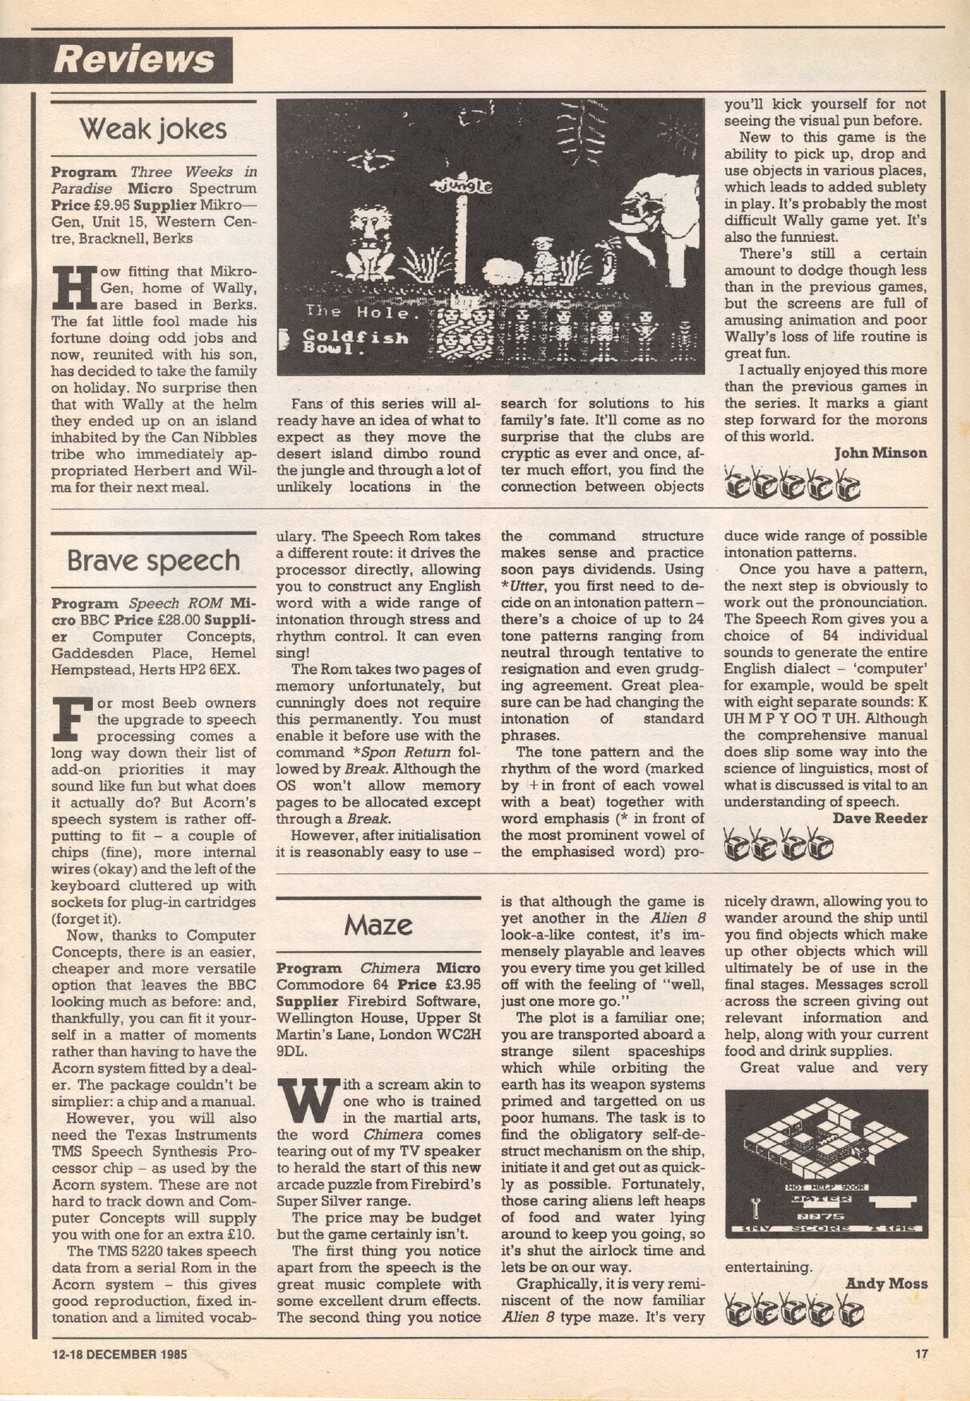 Reviews
Weak jokes
Program Three Weeks in
Paradise Micro Spectrum
Price £9.95 Supplier Mikro—
Gen, Unit 15, Western Cen-
tre, Bracknell, Berks
How fitting that Mikro-
Gen, home of Wally,
are based in Berks.
The fat little fool made his
fortune doing odd jobs and
now, reunited with his son,
has decided to take the family
on holiday. No surprise then
that with Wally at the helm
they ended up on an island
inhabited by the Can Nibbles
tribe who immediately ap-
propriated Herbert and Wil-
ma for their next meal.
jungle
The Hole.
Goldfish
Bowl.
Fans of this series will al-
ready have an idea of what to
expect as they move the
desert island dimbo round
the jungle and through a lot of
unlikely locations in the
search for solutions to his
family's fate. It'll come as no
surprise that the clubs are
cryptic as ever and once, af-
ter much effort, you find the
connection between objects
you'll kick yourself for not
seeing the visual pun before.
New to this game is the
ability to pick up, drop and
use objects in various places,
which leads to added sublety
in play. It's probably the most
difficult Wally game yet. It's
also the funniest.
There's still a certain
amount to dodge though less
than in the previous games,
but the screens are full of
amusing animation and poor
Wally's loss of life routine is
great fun.
I actually enjoyed this more
than the previous games in
the series. It marks a giant
step forward for the morons
of this world.
John Minson
Brave speech
Program Speech ROM Mi-
cro BBC Price £28.00 Suppli-
er Computer Concepts,
Gaddesden Place, Hemel
Hempstead, Herts HP2 6EX.
For most Beeb owners
the upgrade to speech
processing comes a
long way down their list of
add-on priorities it may
sound like fun but what does
it actually do? But Acorn's
speech system is rather off-
putting to fit – a couple of
chips (fine), more internal
wires (okay) and the left of the
keyboard cluttered up with
sockets for plug-in cartridges
(forget it).
Now, thanks to Computer
Concepts, there is an easier,
cheaper and more versatile
option that leaves the BBC
looking much as before: and,
thankfully, you can fit it your-
self in a matter of moments
rather than having to have the
Acorn system fitted by a deal-
er. The package couldn't be
simplier: a chip and a manual.
However, you will also
need the Texas Instruments
TMS Speech Synthesis Pro-
cessor chip – as used by the
Acorn system. These are not
hard to track down and Com-
puter Concepts will supply
you with one for an extra £10.
The TMS 5220 takes speech
data from a serial Rom in the
Acorn system – this gives
good reproduction, fixed in-
tonation and a limited vocab-
ulary. The Speech Rom takes
a different route: it drives the
processor directly, allowing
you to construct any English
word with a wide range of
intonation through stress and
rhythm control. It can even
sing!
The Rom takes two pages of
memory unfortunately, but
cunningly does not require
this permanently. You must
enable it before use with the
command *Spon Return fol-
lowed by Break. Although the
OS won't allow memory
pages to be allocated except
through a Break.
However, after initialisation
it is reasonably easy to use –
the command structure
makes sense and practice
soon pays dividends. Using
*Utter, you first need to de-
cide on an intonation pattern –
there's a choice of up to 24
tone patterns ranging from
neutral through tentative to
resignation and even grudg-
ing agreement. Great plea-
sure can be had changing the
intonation of standard
phrases.
The tone pattern and the
rhythm of the word (marked
by +in front of each vowel
with a beat) together with
word emphasis (* in front of
the most prominent vowel of
the emphasised word) pro-
duce wide range of possible
intonation patterns.
Once you have a pattern,
the next step is obviously to
work out the pronounciation.
The Speech Rom gives you a
choice of 54 individual
sounds to generate the entire
English dialect – 'computer'
for example, would be spelt
with eight separate sounds: K
UH M P Y OO T UH. Although
the comprehensive manual
does slip some way into the
science of linguistics, most of
what is discussed is vital to an
understanding of speech.
Dave Reeder
Maze
Program Chimera Micro
Commodore 64 Price £3.95
Supplier Firebird Software,
Wellington House, Upper St
Martin's Lane, London WC2H
9DL.
With a scream akin to
one who is trained
in the martial arts,
the word Chimera comes
tearing out of my TV speaker
to herald the start of this new
arcade puzzle from Firebird's
Super Silver range.
The price may be budget
but the game certainly isn't.
The first thing you notice
apart from the speech is the
great music complete with
some excellent drum effects.
The second thing you notice
is that although the game is
yet another in the Alien 8
look-a-like contest, it's im-
mensely playable and leaves
you every time you get killed
off with the feeling of "well,
just one more go."
The plot is a familiar one;
you are transported aboard a
strange silent spaceships
which while orbiting the
earth has its weapon systems
primed and targetted on us
poor humans. The task is to
find the obligatory self-de-
struct mechanism on the ship,
initiate it and get out as quick-
ly as possible. Fortunately,
those caring aliens left heaps
of food and water lying
around to keep you going, so
it's shut the airlock time and
lets be on our way.
Graphically, it is very remi-
niscent of the now familiar
Alien 8 type maze. It's very
nicely drawn, allowing you to
wander around the ship until
you find objects which make
up other objects which will
ultimately be of use in the
final stages. Messages scroll
across the screen giving out
relevant information and
help, along with your current
food and drink supplies.
Great value and very
WATER
0075
INV SCORE TIME
entertaining.
Andy Moss
12-18 DECEMBER 1985
17